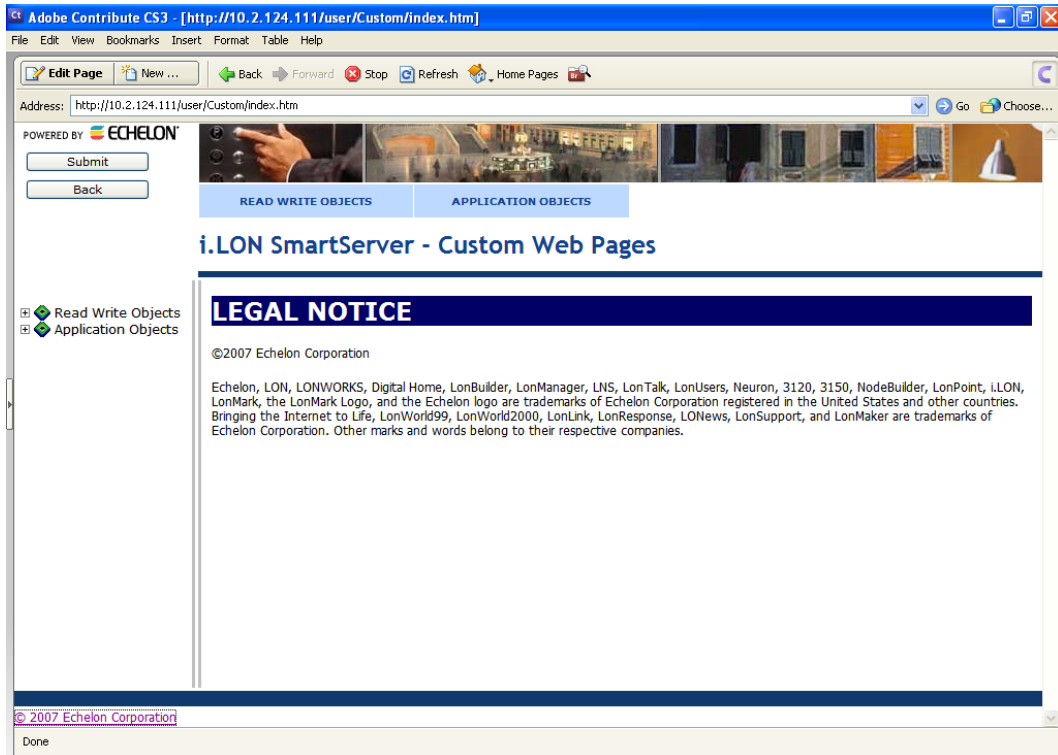 Ct Adobe Contribute CS3 - [http://10.2.124.111/user/Custom/index.htm]
File Edit View Bookmarks Insert Format Table Help
Edit Page New ... Back Forward Stop Refresh Home Pages Br
Address: http://10.2.124.111/user/Custom/index.htm Go Choose...
POWERED BY ECHELON
Submit
Back
READ WRITE OBJECTS APPLICATION OBJECTS
i.LON SmartServer - Custom Web Pages
Read Write Objects
Application Objects
LEGAL NOTICE
©2007 Echelon Corporation
Echelon, LON, LONWORKS, Digital Home, LonBuilder, LonManager, LNS, LonTalk, LonUsers, Neuron, 3120, 3150, NodeBuilder, LonPoint, i.LON,
LonMark, the LonMark Logo, and the Echelon logo are trademarks of Echelon Corporation registered in the United States and other countries.
Bringing the Internet to Life, LonWorld99, LonWorld2000, LonLink, LonResponse, LONews, LonSupport, and LonMaker are trademarks of
Echelon Corporation. Other marks and words belong to their respective companies.
© 2007 Echelon Corporation
Done